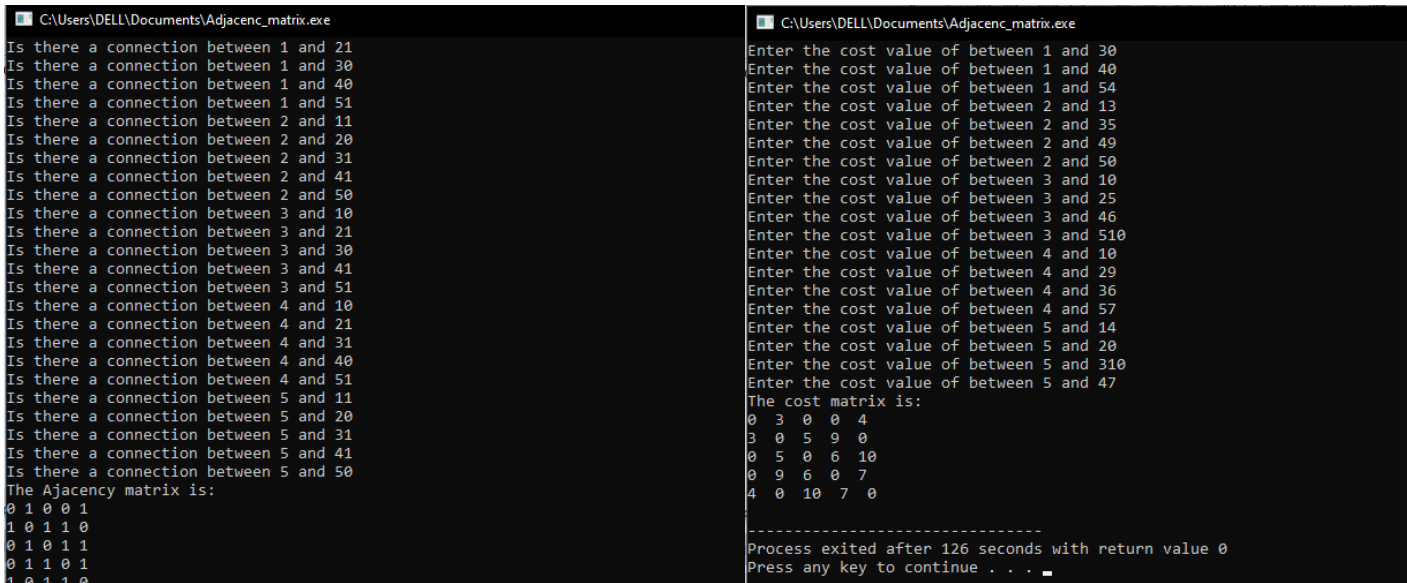 C:\Users\DELL\Documents\Adjacenc_matrix.exe
Is there a connection between 1 and 21
Is there a connection between 1 and 30
Is there a connection between 1 and 40
Is there a connection between 1 and 51
Is there a connection between 2 and 11
Is there a connection between 2 and 20
Is there a connection between 2 and 31
Is there a connection between 2 and 41
Is there a connection between 2 and 50
Is there a connection between 3 and 10
Is there a connection between 3 and 21
Is there a connection between 3 and 30
Is there a connection between 3 and 41
Is there a connection between 3 and 51
Is there a connection between 4 and 10
Is there a connection between 4 and 21
Is there a connection between 4 and 31
Is there a connection between 4 and 40
Is there a connection between 4 and 51
Is there a connection between 5 and 11
Is there a connection between 5 and 20
Is there a connection between 5 and 31
Is there a connection between 5 and 41
Is there a connection between 5 and 50
The Ajacency matrix is:
0 1 0 0 1
1 0 1 1 0
0 1 0 1 1
0 1 1 0 1
1 0 1 1 0
C:\Users\DELL\Documents\Adjacenc_matrix.exe
Enter the cost value of between 1 and 30
Enter the cost value of between 1 and 40
Enter the cost value of between 1 and 54
Enter the cost value of between 2 and 13
Enter the cost value of between 2 and 35
Enter the cost value of between 2 and 49
Enter the cost value of between 2 and 50
Enter the cost value of between 3 and 10
Enter the cost value of between 3 and 25
Enter the cost value of between 3 and 46
Enter the cost value of between 3 and 510
Enter the cost value of between 4 and 10
Enter the cost value of between 4 and 29
Enter the cost value of between 4 and 36
Enter the cost value of between 4 and 57
Enter the cost value of between 5 and 14
Enter the cost value of between 5 and 20
Enter the cost value of between 5 and 310
Enter the cost value of between 5 and 47
The cost matrix is:
0 3 0 0 4
3 0 5 9 0
0 5 0 6 10
0 9 6 0 7
4 0 10 7 0
--------------------------------
Process exited after 126 seconds with return value 0
Press any key to continue . . .